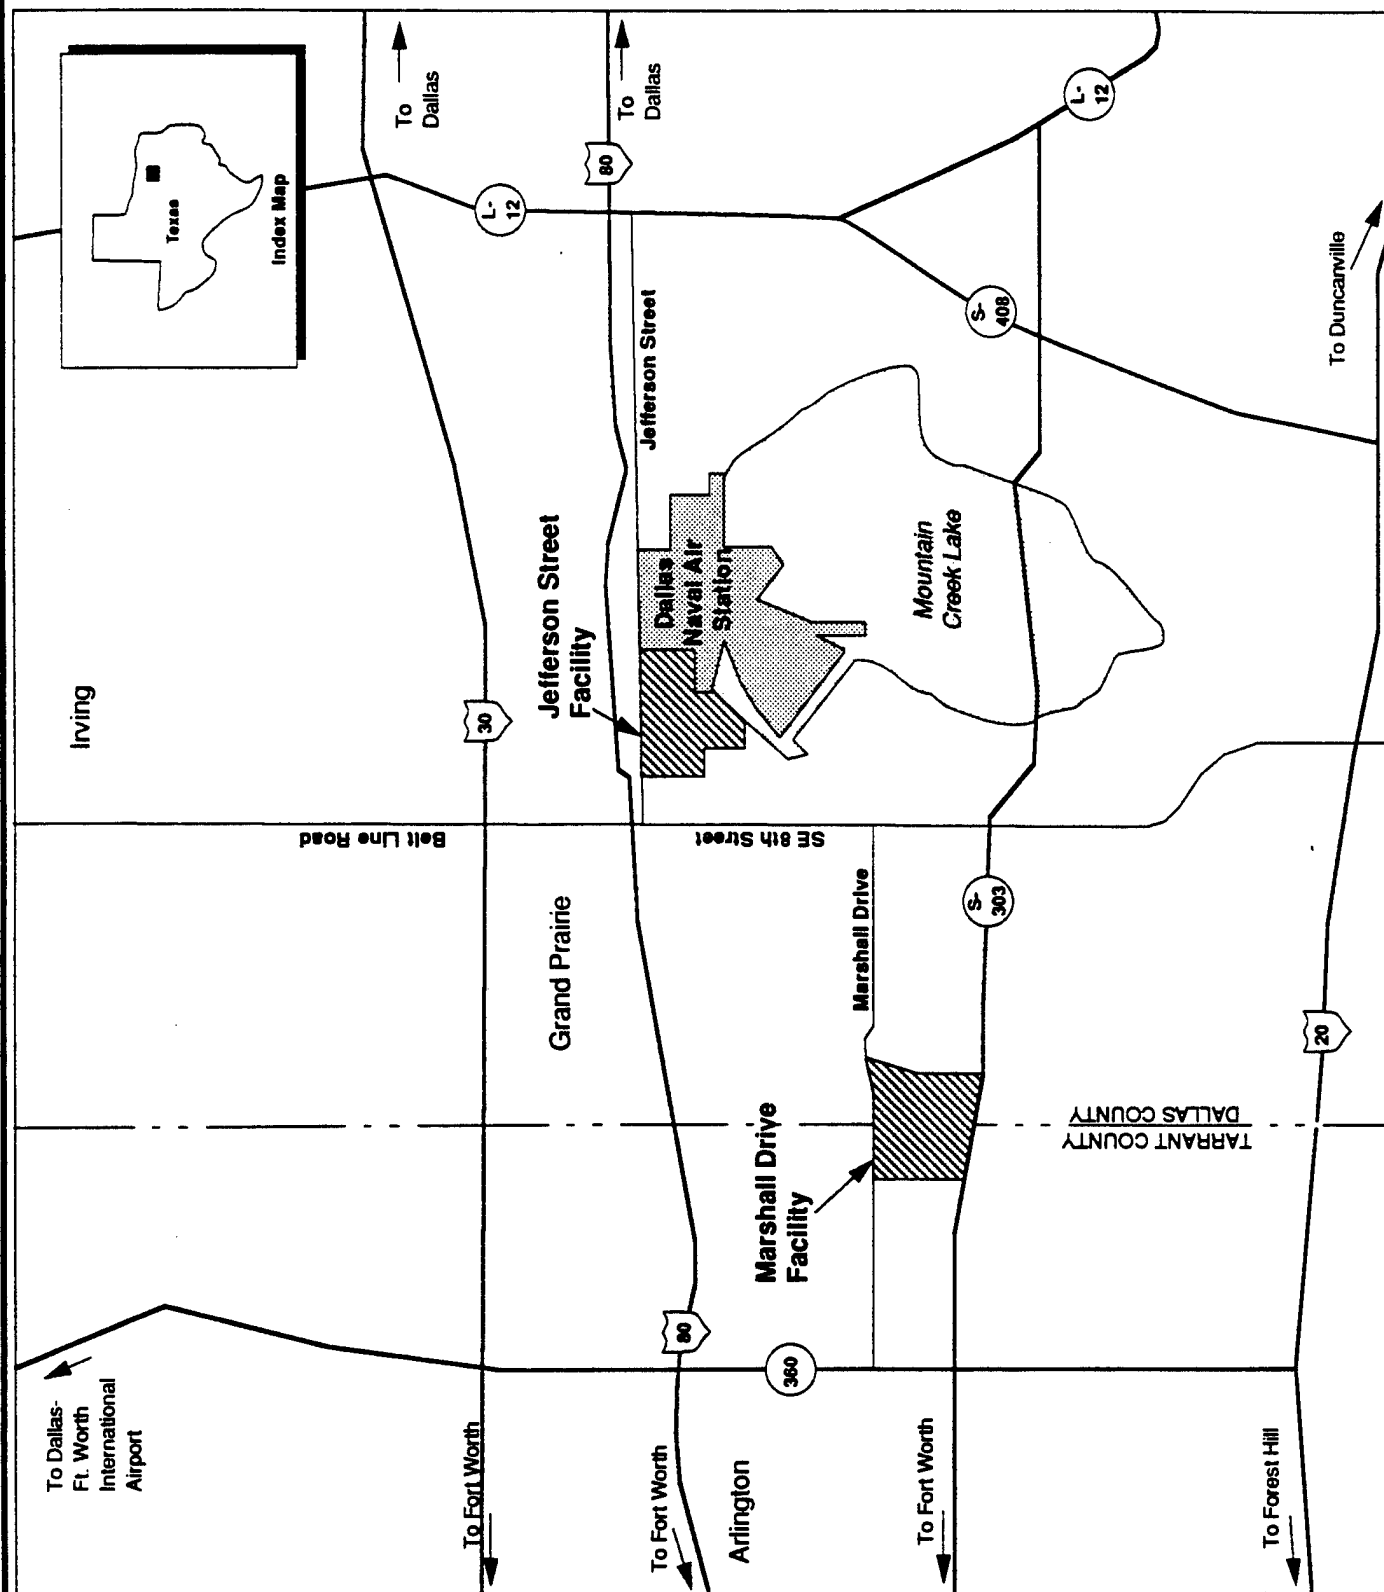 To Dallas-
Ft. Worth
International
Airport
Irving
Texas
Index Map
To
Dallas
To Fort Worth
30
Belt Line Road
L-
12
To
Dallas
Grand Prairie
Jefferson Street
Facility
80
To Fort Worth
80
Jefferson Street
Dallas
Naval Air
Station
Arlington
SE 8th Street
Marshall Drive
Facility
360
Marshall Drive
Mountain
Creek Lake
To Fort Worth
S-
303
S-
408
L-
12
TARRANT COUNTY
DALLAS COUNTY
To Forest Hill
20
To Duncanville